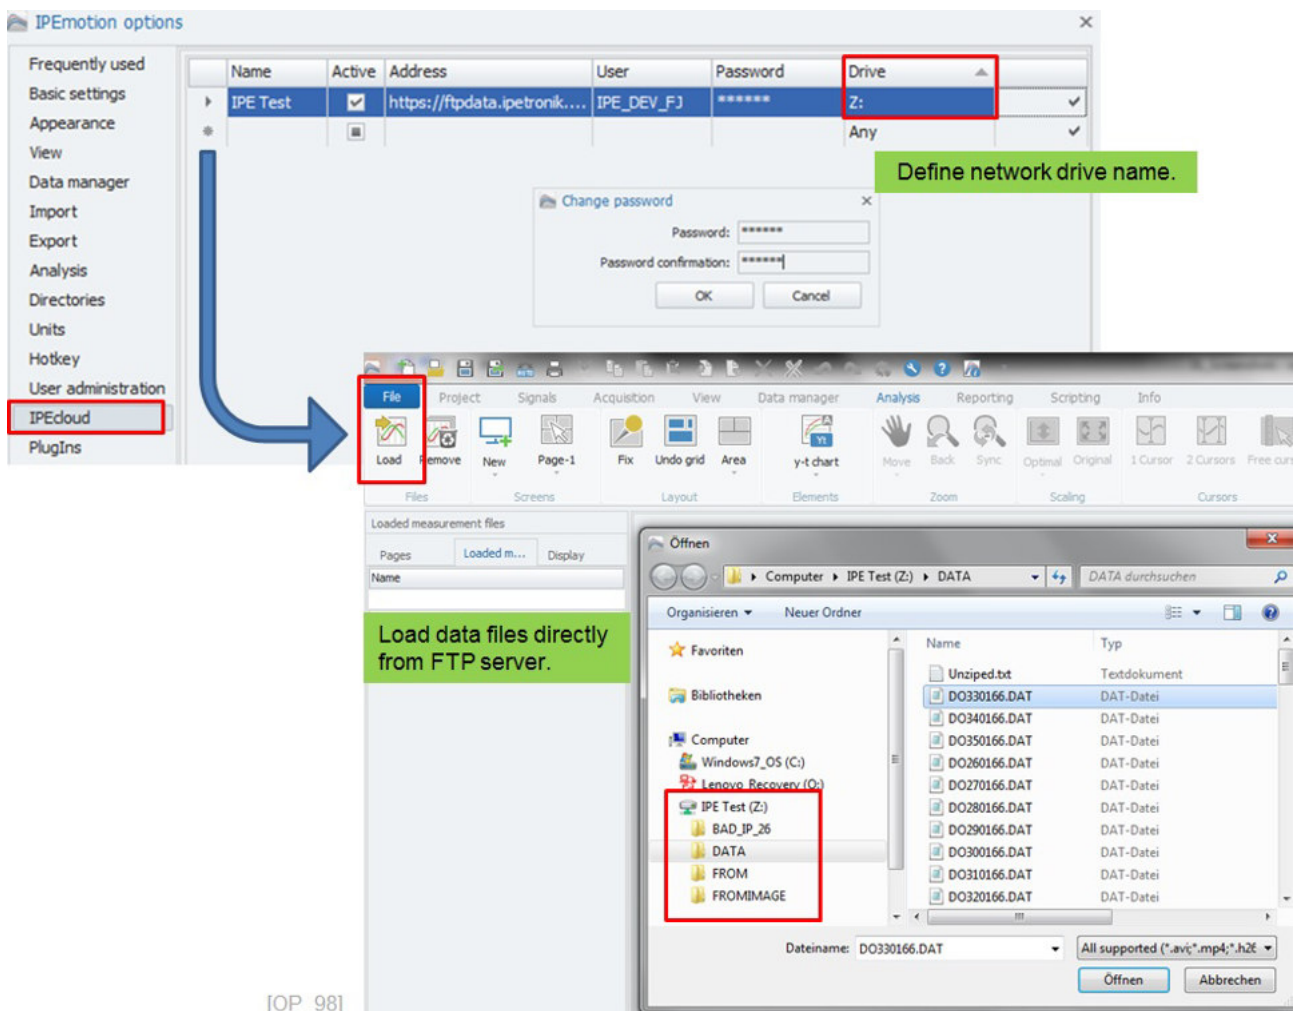 IPEmotion options
Frequently used
Basic settings
Appearance
View
Data manager
Import
Export
Analysis
Directories
Units
Hotkey
User administration
IPEcloud
PlugIns
Name Active Address User Password Drive
IPE Test https://ftpdata.ipetronik.... IPE_DEV_FJ ****** Z:
Any
Define network drive name.
Change password
Password: ******
Password confirmation: ******
OK Cancel
File Project Signals Acquisition View Data manager Analysis Reporting Scripting Info
Load Remove New Page-1 Fix Undo grid Area y-t chart Move Back Sync Optimal Original 1 Cursor 2 Cursors Free curs
Files Screens Layout Elements Zoom Scaling Cursors
Loaded measurement files
Pages Loaded m... Display
Name
Load data files directly
from FTP server.
Öffnen
Computer IPE Test (Z:) DATA DATA durchsuchen
Organisieren Neuer Ordner
Favoriten
Bibliotheken
Computer
Windows7_OS (C:)
Lenovo_Recovery (Q:)
IPE Test (Z:)
BAD_IP_26
DATA
FROM
FROMIMAGE
Name Typ
Unziped.txt Textdokument
DO330166.DAT DAT-Datei
DO340166.DAT DAT-Datei
DO350166.DAT DAT-Datei
DO260166.DAT DAT-Datei
DO270166.DAT DAT-Datei
DO280166.DAT DAT-Datei
DO290166.DAT DAT-Datei
DO300166.DAT DAT-Datei
DO310166.DAT DAT-Datei
DO320166.DAT DAT-Datei
Dateiname: DO330166.DAT All supported (*.avi;*.mp4;*.h26
Öffnen Abbrechen
[OP_98]